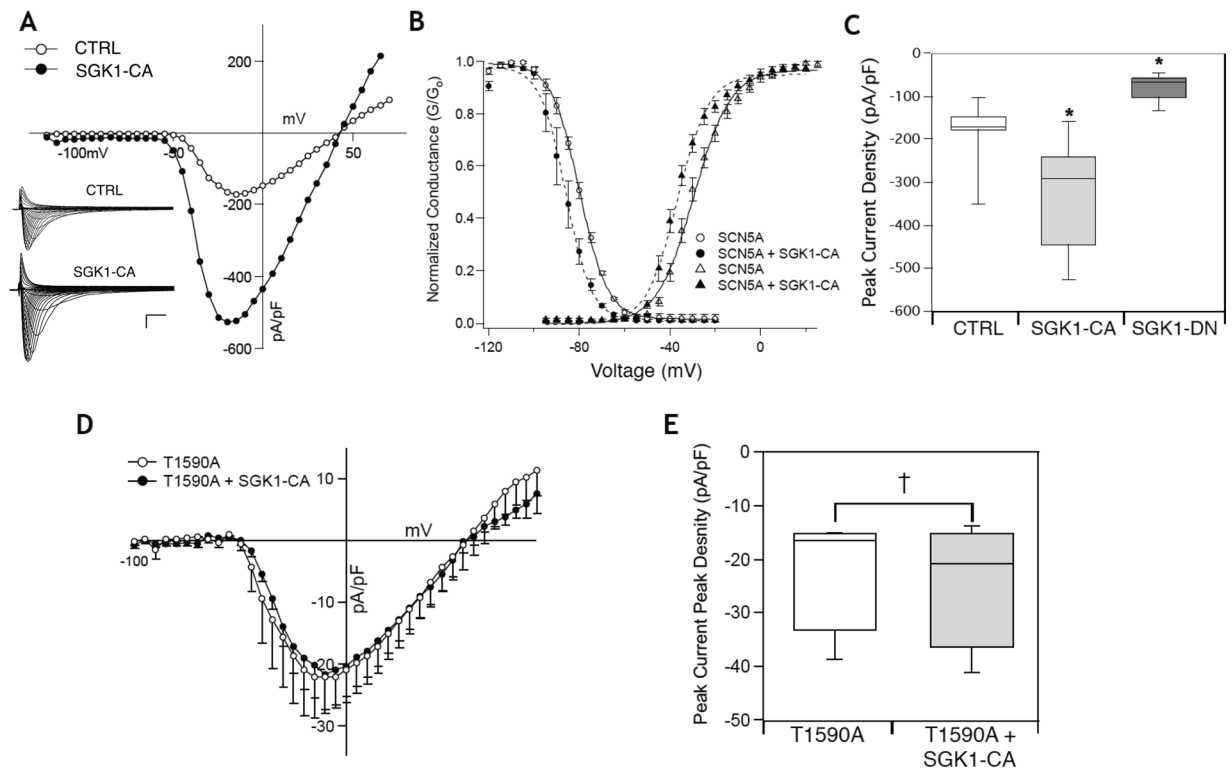 A
CTRL
SGK1-CA
200
mV
-100mV
-50
50
CTRL
-200
SGK1-CA
-400
pA/pF
-600
B
Normalized Conductance (G/G₀)
1.0
0.8
0.6
0.4
0.2
0.0
SCN5A
SCN5A + SGK1-CA
SCN5A
SCN5A + SGK1-CA
-120
-80
-40
0
Voltage (mV)
C
Peak Current Density (pA/pF)
0
-100
-200
-300
-400
-500
-600
*
*
CTRL
SGK1-CA
SGK1-DN
D
T1590A
T1590A + SGK1-CA
10
mV
-100
pA/pF
-10
-20
-30
E
Peak Current Peak Desnity (pA/pF)
0
-10
-20
-30
-40
-50
†
T1590A
T1590A +
SGK1-CA